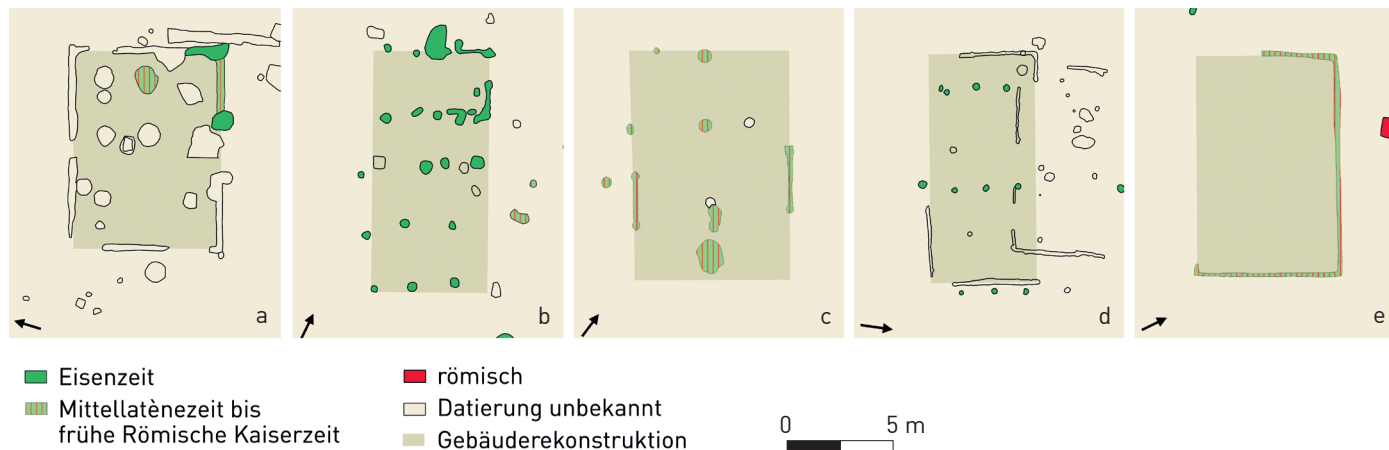 a
b
c
d
e
Eisenzeit
Mittellatènezeit bis
frühe Römische Kaiserzeit
römisch
Datierung unbekannt
Gebäuderekonstruktion
0 5 m